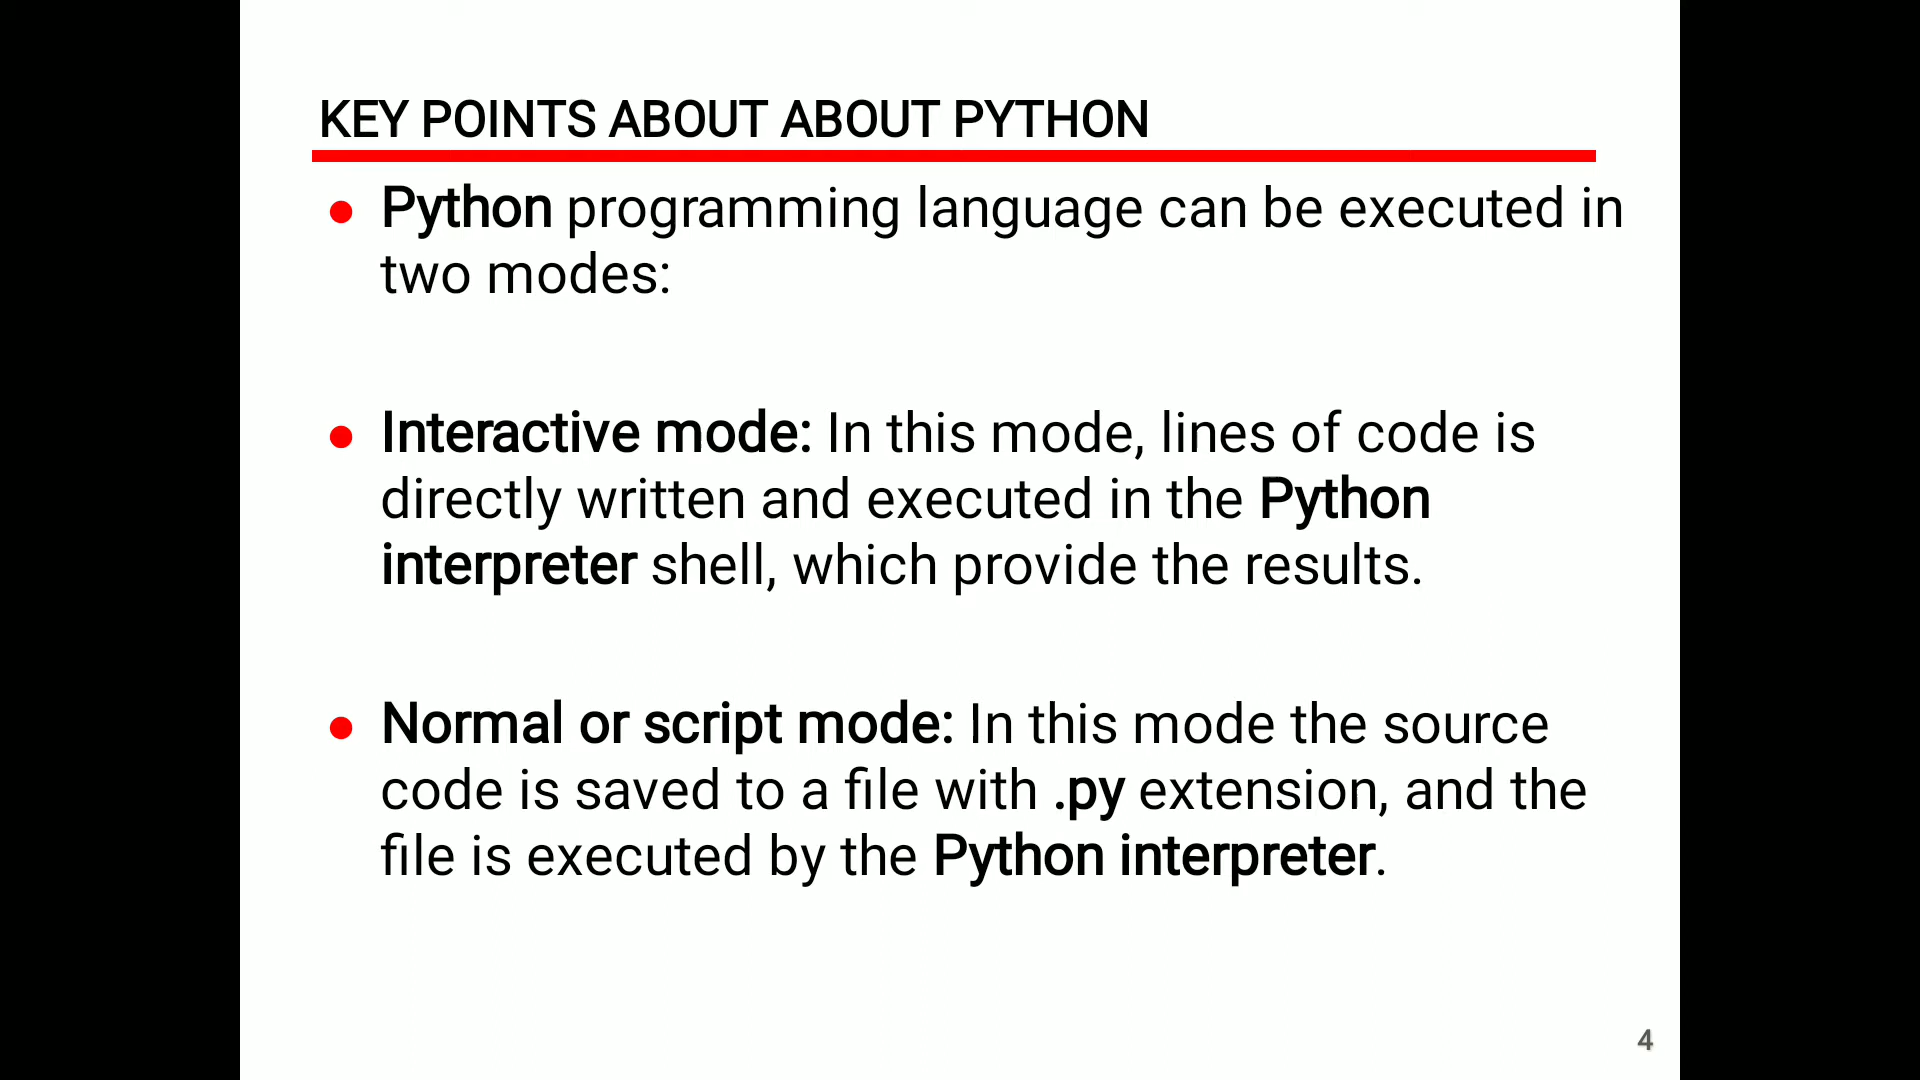 KEY POINTS ABOUT ABOUT PYTHON
● Python programming language can be executed in
two modes:
● Interactive mode: In this mode, lines of code is
directly written and executed in the Python
interpreter shell, which provide the results.
● Normal or script mode: In this mode the source
code is saved to a file with .py extension, and the
file is executed by the Python interpreter.
4